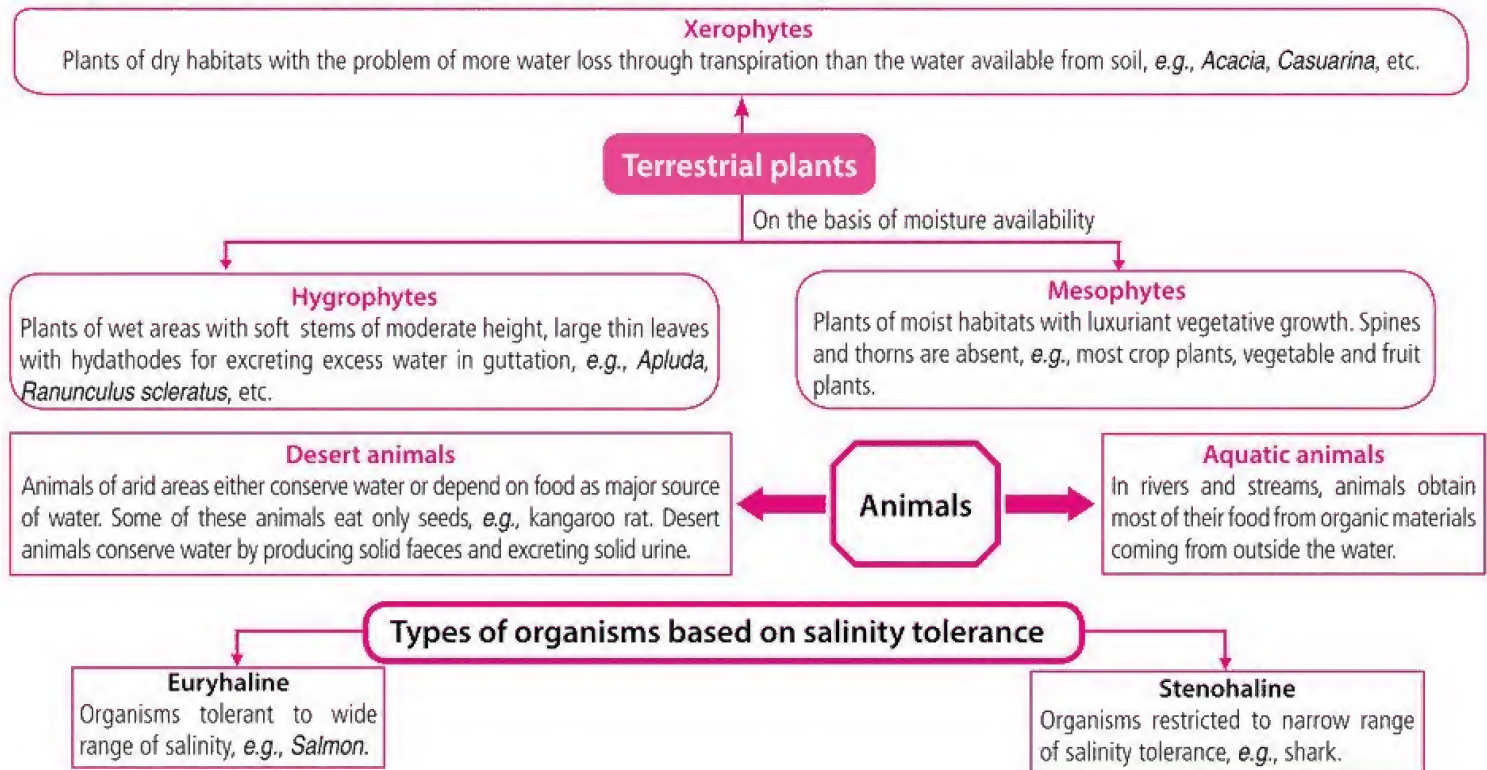 Xerophytes
Plants of dry habitats with the problem of more water loss through transpiration than the water available from soil, e.g., Acacia, Casuarina, etc.
Terrestrial plants
On the basis of moisture availability
Hygrophytes
Plants of wet areas with soft stems of moderate height, large thin leaves
with hydathodes for excreting excess water in guttation, e.g., Apluda,
Ranunculus scleratus, etc.
Mesophytes
Plants of moist habitats with luxuriant vegetative growth. Spines
and thorns are absent, e.g., most crop plants, vegetable and fruit
plants.
Desert animals
Animals of arid areas either conserve water or depend on food as major source
of water. Some of these animals eat only seeds, e.g., kangaroo rat. Desert
animals conserve water by producing solid faeces and excreting solid urine.
Animals
Aquatic animals
In rivers and streams, animals obtain
most of their food from organic materials
coming from outside the water.
Types of organisms based on salinity tolerance
Euryhaline
Organisms tolerant to wide
range of salinity, e.g., Salmon.
Stenohaline
Organisms restricted to narrow range
of salinity tolerance, e.g., shark.